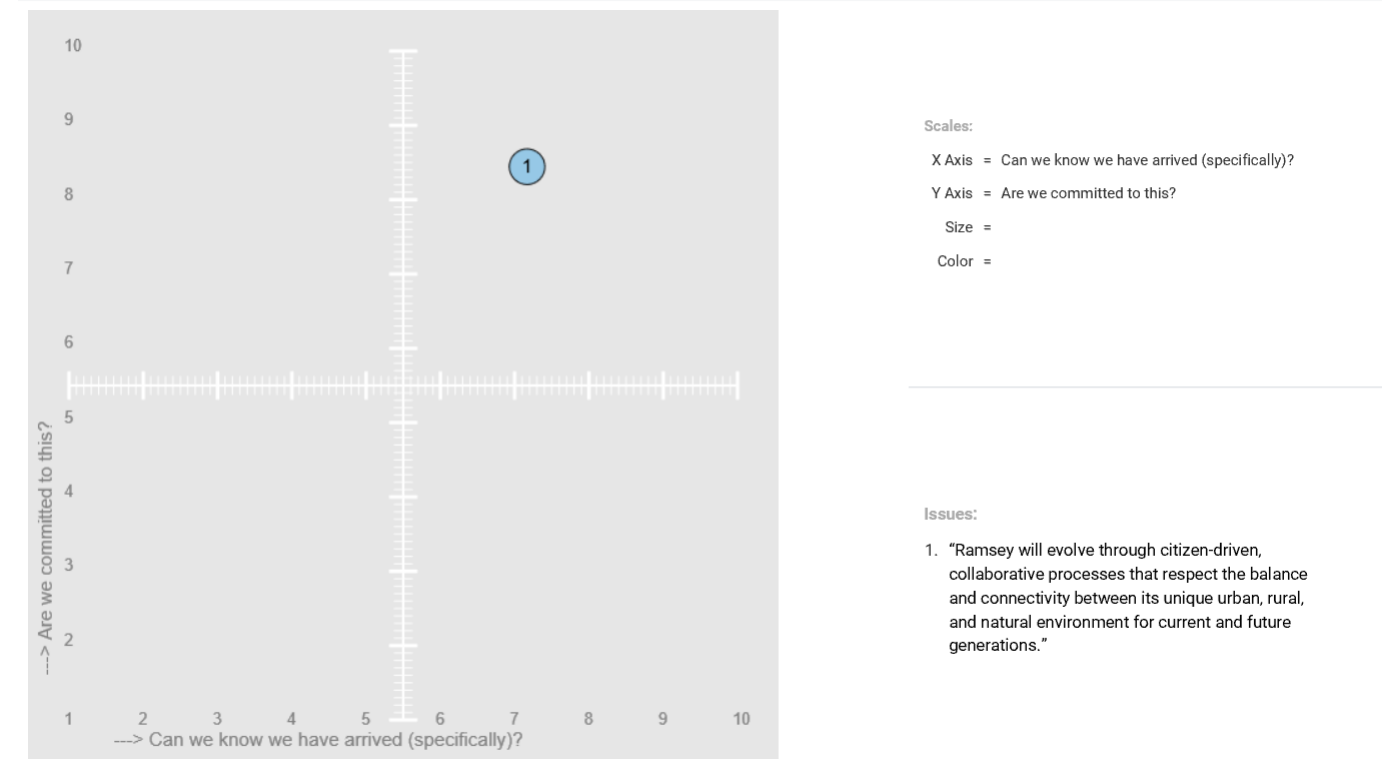 10
9
8
7
6
5
4
3
2
1 2 3 4 5 6 7 8 9 10
---> Are we committed to this?
---> Can we know we have arrived (specifically)?
1
Scales:
X Axis = Can we know we have arrived (specifically)?
Y Axis = Are we committed to this?
Size =
Color =
Issues:
1. “Ramsey will evolve through citizen-driven,
collaborative processes that respect the balance
and connectivity between its unique urban, rural,
and natural environment for current and future
generations.”